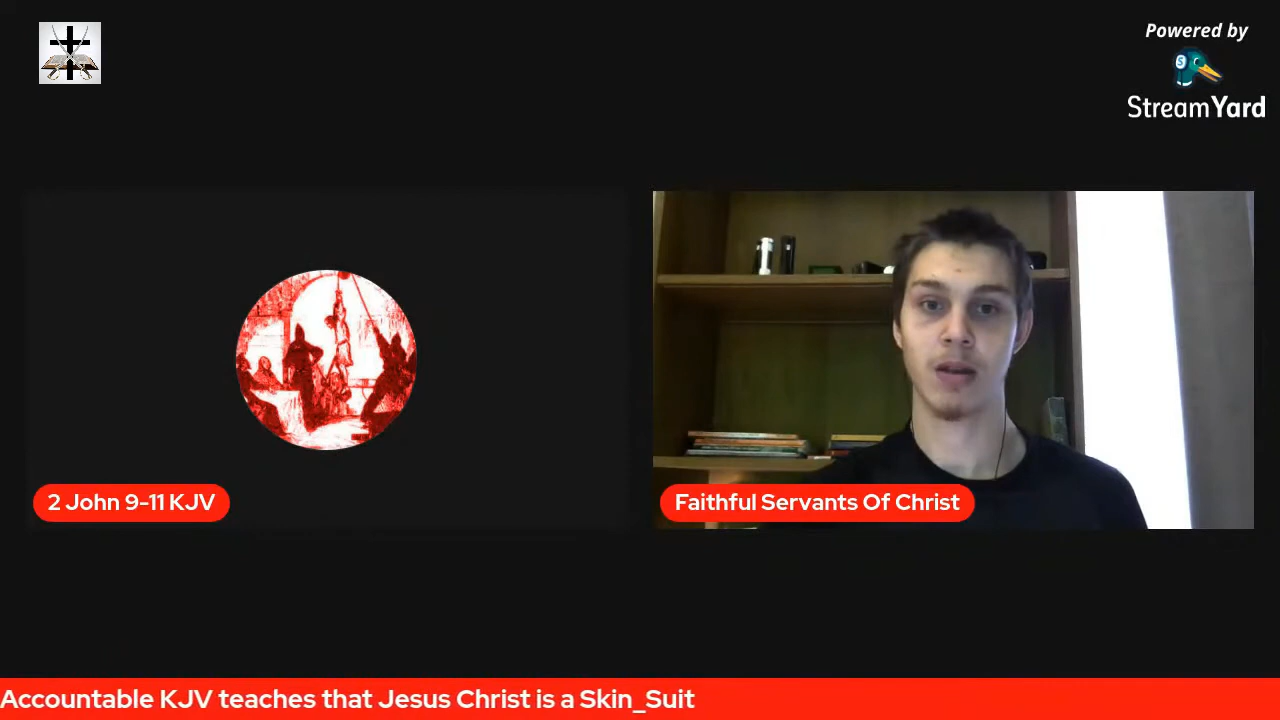 Powered by
S
StreamYard
2 John 9-11 KJV
Faithful Servants Of Christ
Accountable KJV teaches that Jesus Christ is a Skin_Suit